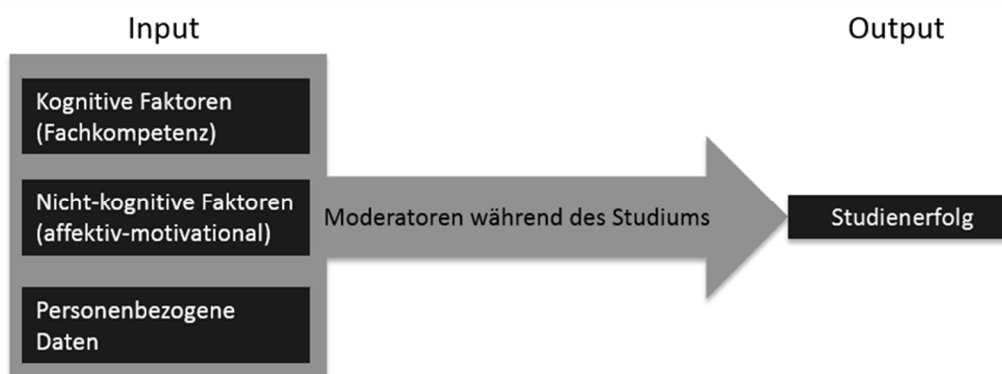 Input
Output
Kognitive Faktoren
(Fachkompetenz)
Nicht-kognitive Faktoren
(affektiv-motivational)
Moderatoren während des Studiums
Studienerfolg
Personenbezogene
Daten